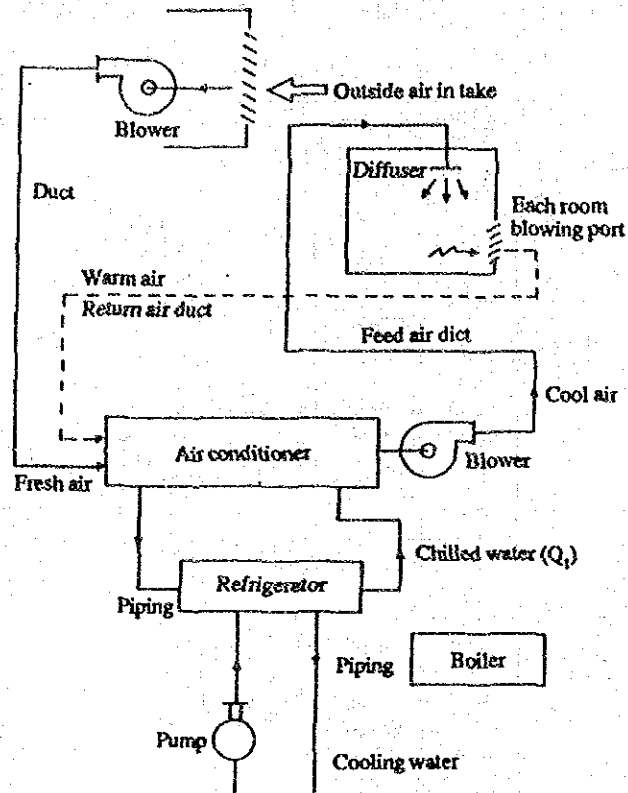 Outside air in take
Blower
Diffuser
Duct
Each room
blowing port
Warm air
Return air duct
Feed air dict
Cool air
Air conditioner
Blower
Fresh air
Chilled water (Q₁)
Refrigerator
Piping
Piping
Boiler
Pump
Cooling water